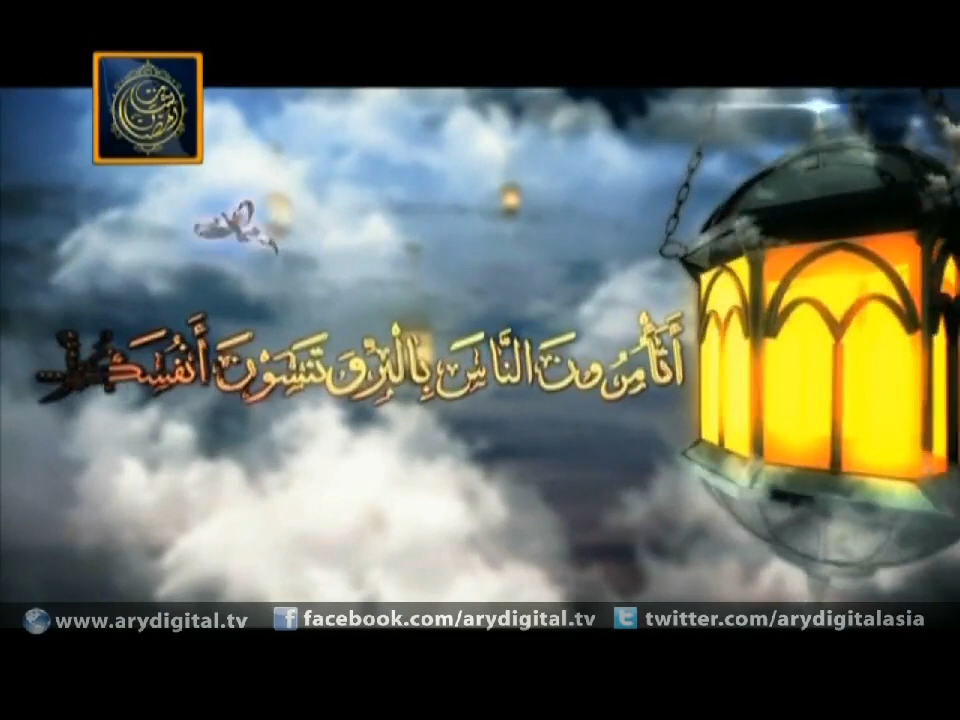 أَتَأْمُرُونَ النَّاسَ بِالْبِرِّ وَتَنسَوْنَ أَنفُسَكُمْ
www.arydigital.tv facebook.com/arydigital.tv twitter.com/arydigitalasia